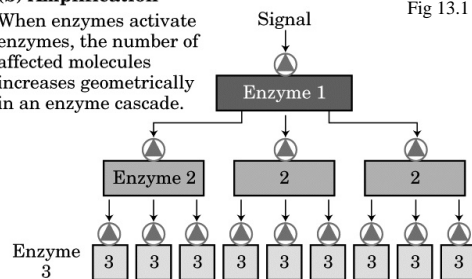 (b) Amplification
When enzymes activate
enzymes, the number of
affected molecules
increases geometrically
in an enzyme cascade.
Signal
Fig 13.1
Enzyme 1
Enzyme 2
2
2
Enzyme
3
3
3
3
3
3
3
3
3
3